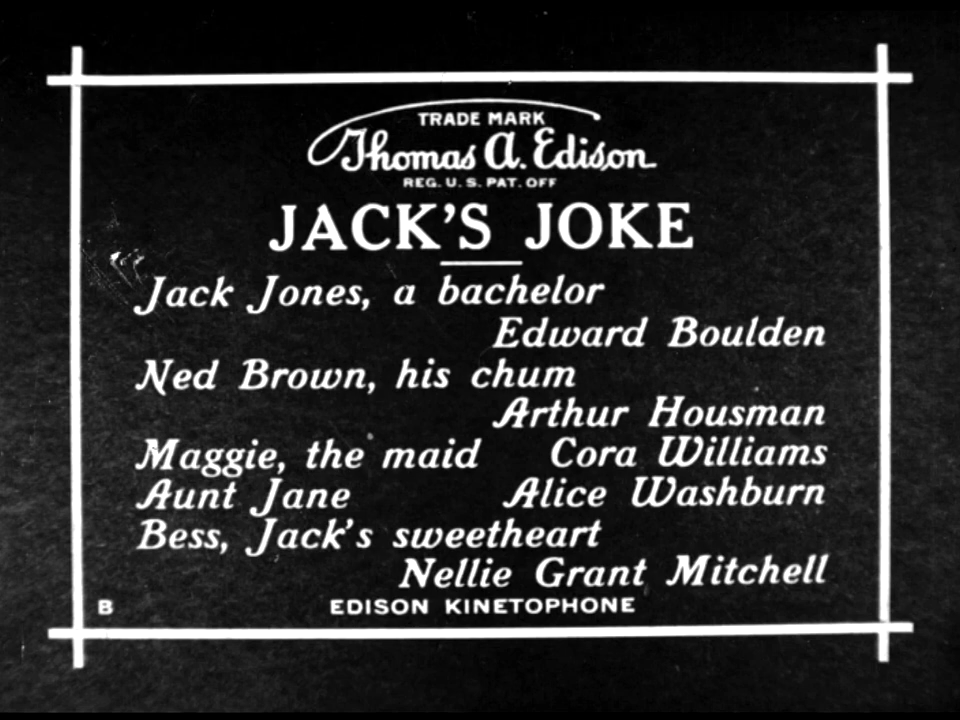 TRADE MARK
Thomas A. Edison
REG. U. S. PAT. OFF
JACK'S JOKE
Jack Jones, a bachelor
Edward Boulden
Ned Brown, his chum
Arthur Housman
Maggie, the maid Cora Williams
Aunt Jane Alice Washburn
Bess, Jack's sweetheart
Nellie Grant Mitchell
B EDISON KINETOPHONE